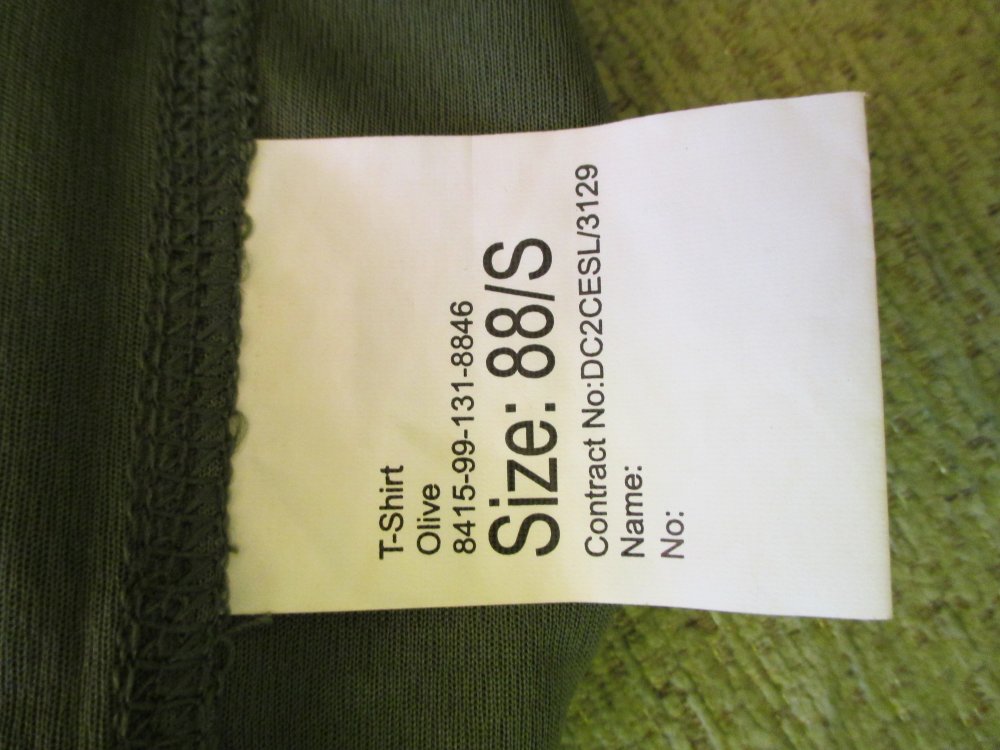 T-Shirt
Olive
8415-99-131-8846
Size: 88/S
Contract No:DC2CESL/3129
Name:
No: